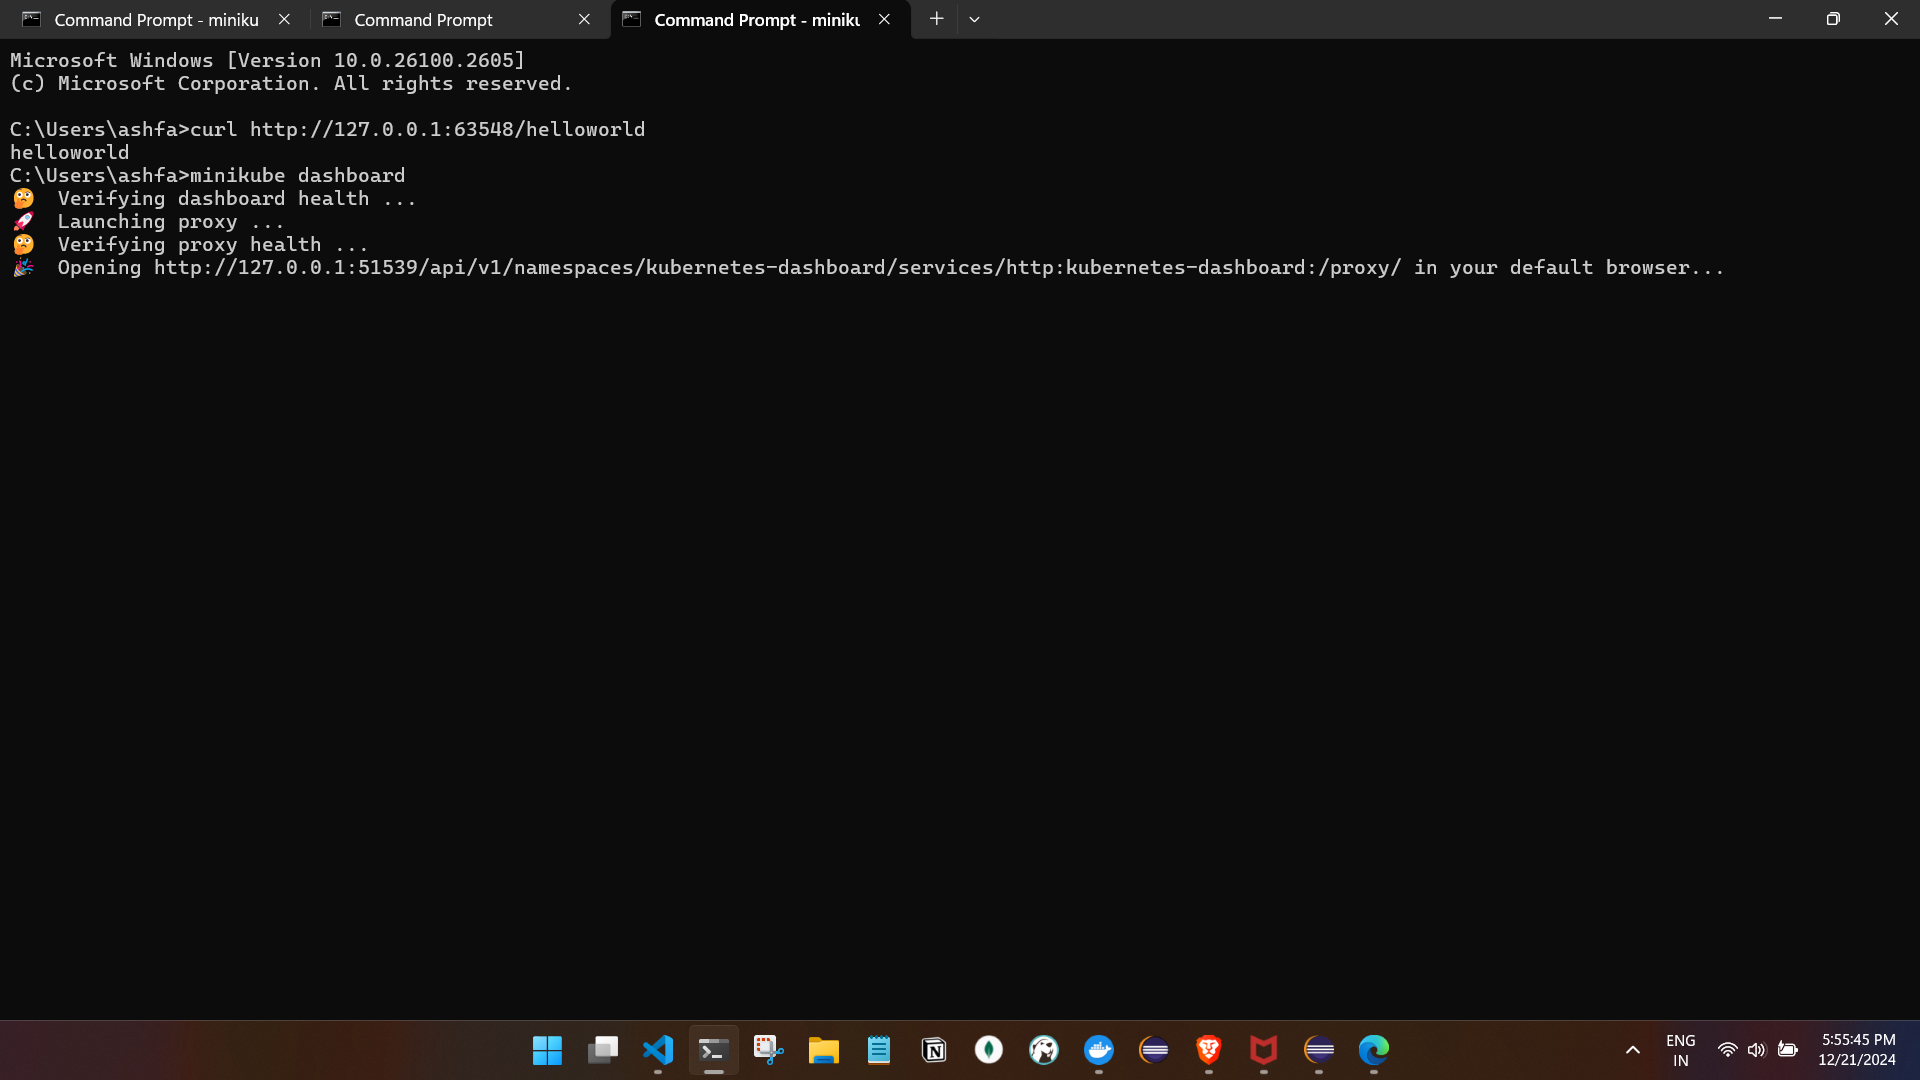 Command Prompt - miniku
Command Prompt
Command Prompt - miniku
Microsoft Windows [Version 10.0.26100.2605]
(c) Microsoft Corporation. All rights reserved.
C:\Users\ashfa>curl http://127.0.0.1:63548/helloworld
helloworld
C:\Users\ashfa>minikube dashboard
Verifying dashboard health ...
Launching proxy ...
Verifying proxy health ...
Opening http://127.0.0.1:51539/api/v1/namespaces/kubernetes-dashboard/services/http:kubernetes-dashboard:/proxy/ in your default browser...
ENG
IN
5:55:45 PM
12/21/2024